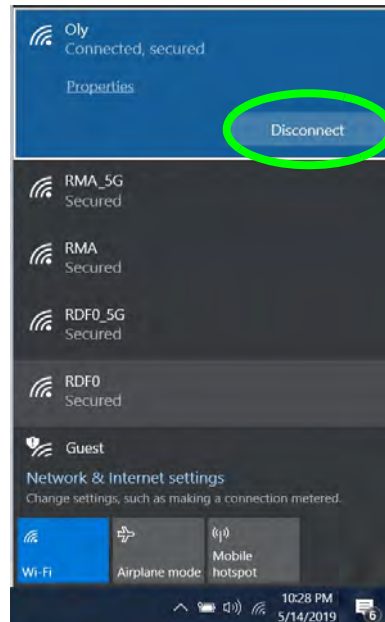 Oly
Connected, secured
Properties
Disconnect
RMA_5G
Secured
RMA
Secured
RDF0_5G
Secured
RDF0
Secured
Guest
Network & Internet settings
Change settings, such as making a connection metered.
Wi-Fi
Airplane mode
Mobile
hotspot
10:28 PM
5/14/2019
6